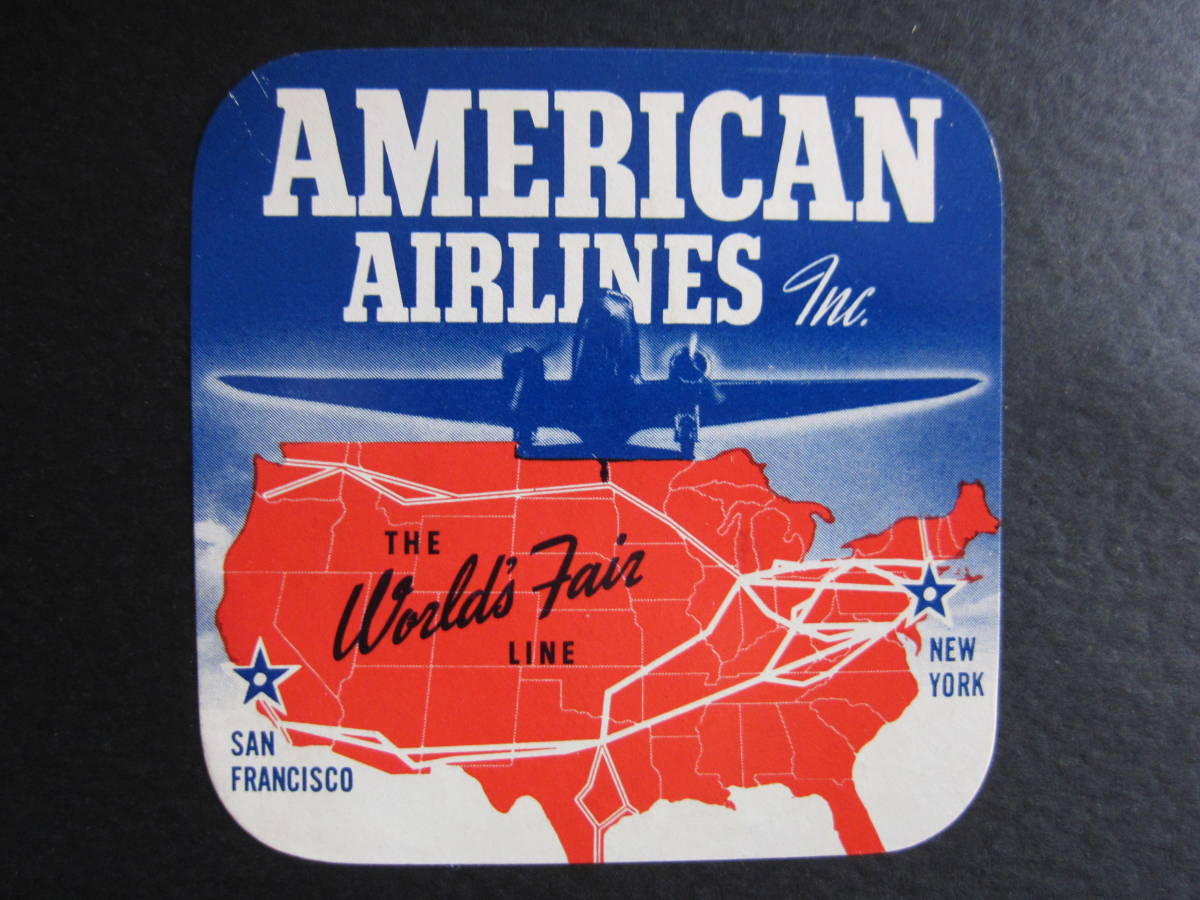 AMERICAN
AIRLINES Inc.
THE
World's Fair
LINE
NEW
YORK
SAN
FRANCISCO